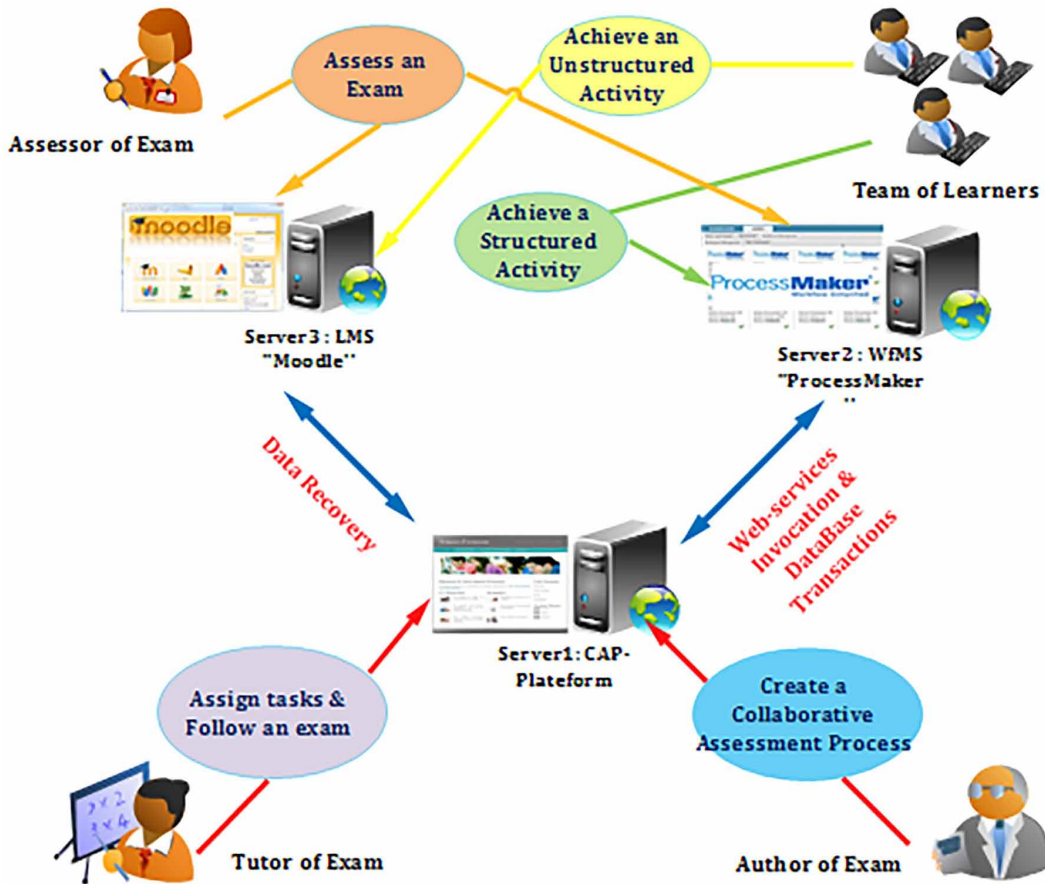 Assess an
Exam
Achieve an
Unstructured
Activity
Assessor of Exam
Team of Learners
moodle
Achieve a
Structured
Activity
ProcessMaker
Server3 : LMS
"Moodle"
Server2 : WfMS
"ProcessMaker
"
Data Recovery
Web-services
Invocation &
DataBase
Transactions
Server1: CAP-
Plateform
Assign tasks &
Follow an exam
Create a
Collaborative
Assessment Process
3 x 4
Tutor of Exam
Author of Exam